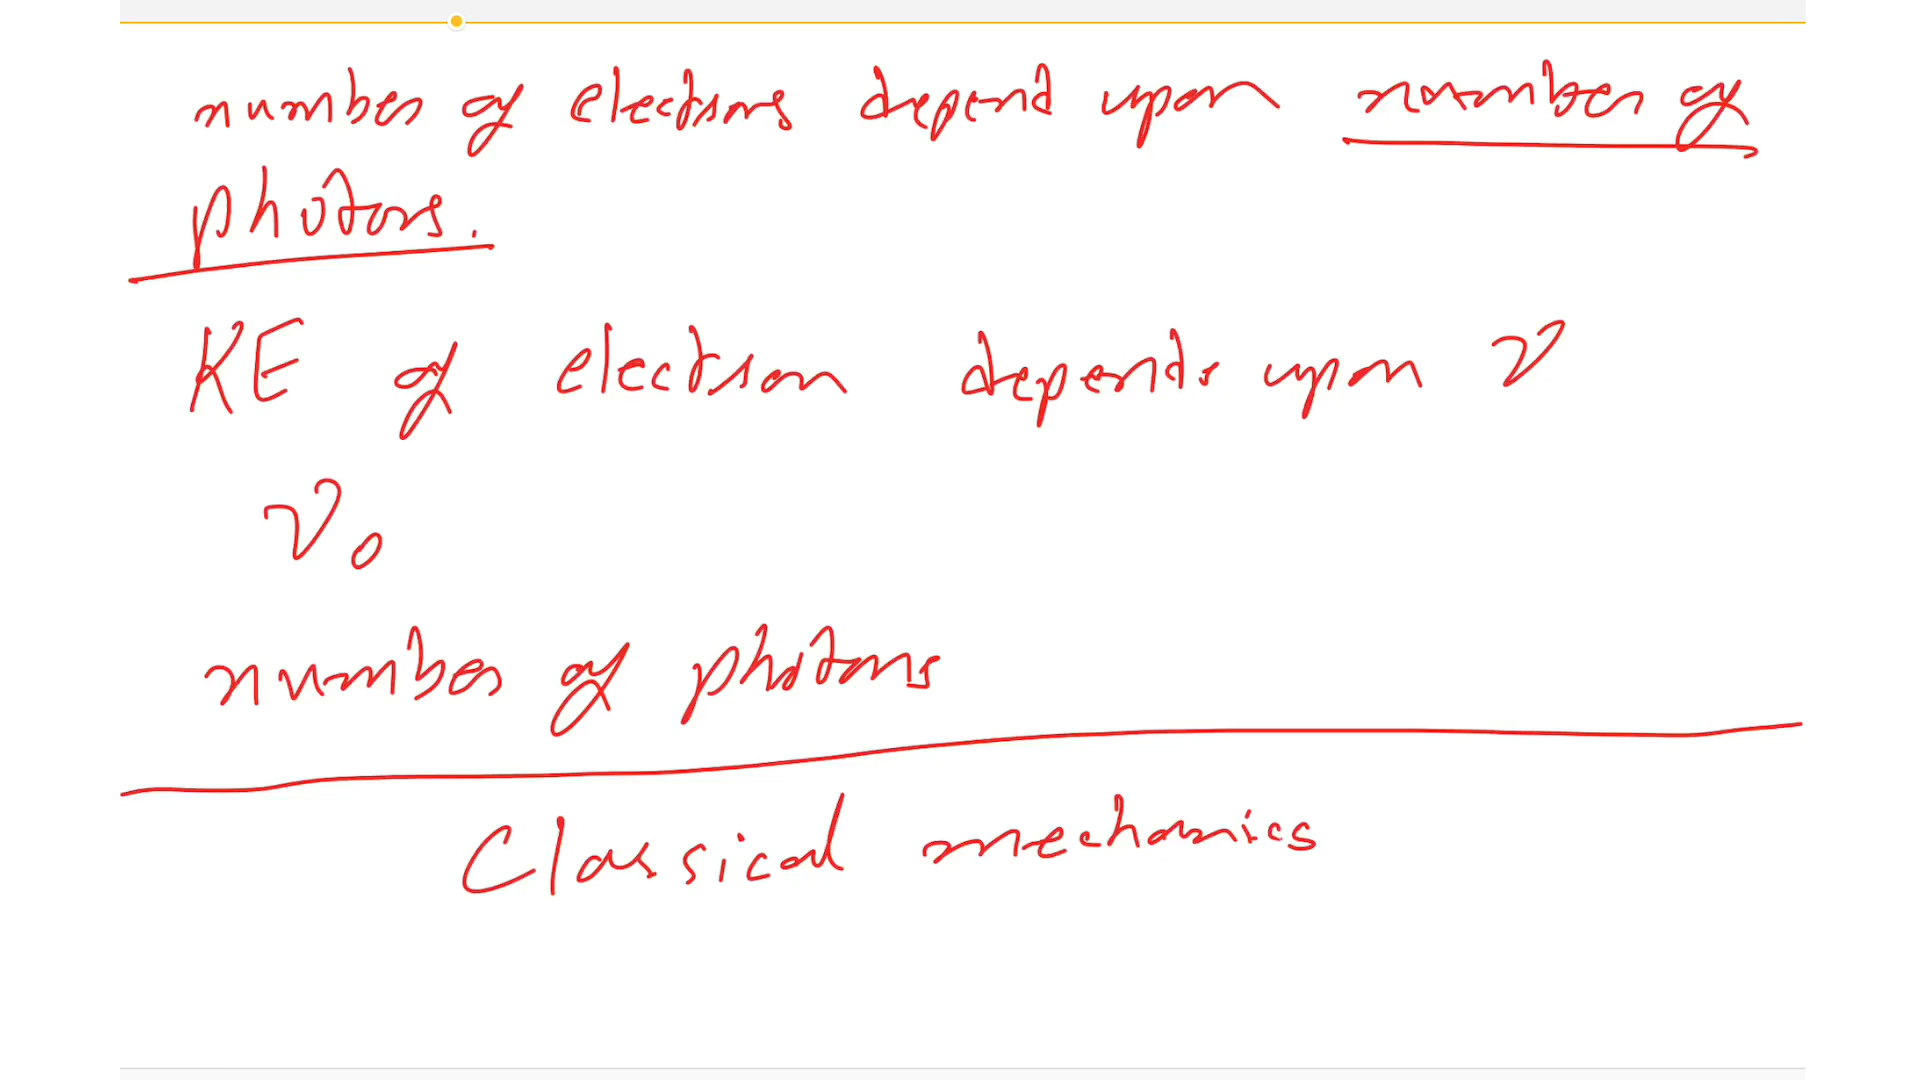 number of electrons depend upon number of
photons.
KE of electron depends upon ν
ν₀
number of photons
Classical mechanics